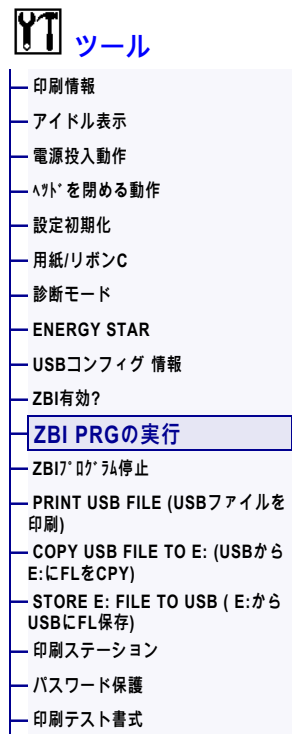 ツール
印刷情報
アイドル表示
電源投入動作
ﾍｯﾄﾞを閉める動作
設定初期化
用紙/リボンC
診断モード
ENERGY STAR
USBコンフィグ 情報
ZBI有効?
ZBI PRGの実行
ZBIﾌﾟﾛｸﾞﾗﾑ停止
PRINT USB FILE (USBファイルを
印刷)
COPY USB FILE TO E: (USBから
E:にFLをCPY)
STORE E: FILE TO USB ( E:から
USBにFL保存)
印刷ステーション
パスワード保護
印刷テスト書式